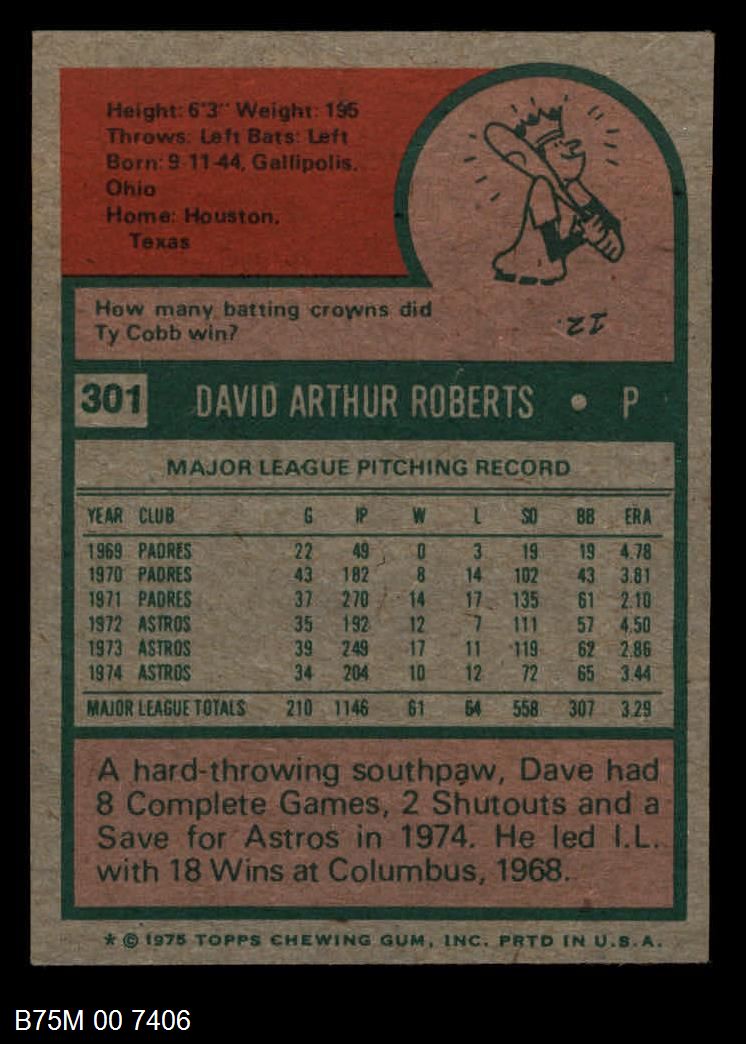 Height: 6'3" Weight: 195
Throws: Left Bats: Left
Born: 9-11-44, Gallipolis,
Ohio
Home: Houston,
Texas
How many batting crowns did
Ty Cobb win?
12.
301 DAVID ARTHUR ROBERTS • P
MAJOR LEAGUE PITCHING RECORD
YEAR CLUB G IP W L SO BB ERA
1969 PADRES 22 49 0 3 19 19 4.78
1970 PADRES 43 182 8 14 102 43 3.81
1971 PADRES 37 270 14 17 135 61 2.10
1972 ASTROS 35 192 12 7 111 57 4.50
1973 ASTROS 39 249 17 11 119 62 2.86
1974 ASTROS 34 204 10 12 72 65 3.44
MAJOR LEAGUE TOTALS 210 1146 61 64 558 307 3.29
A hard-throwing southpaw, Dave had
8 Complete Games, 2 Shutouts and a
Save for Astros in 1974. He led I.L.
with 18 Wins at Columbus, 1968.
* © 1975 TOPPS CHEWING GUM, INC. PRTD IN U.S.A.
B75M 00 7406